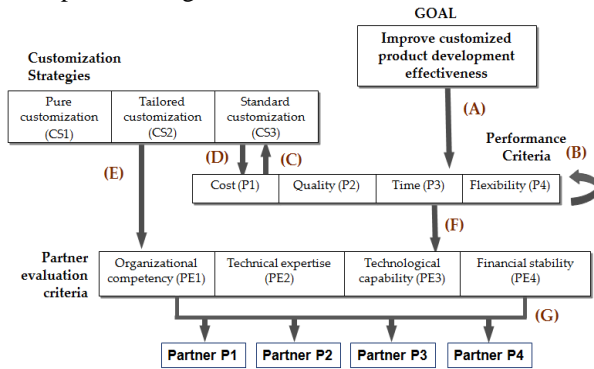 GOAL
Improve customized
product development
effectiveness
Customization
Strategies
Pure
customization
(CS1)
Tailored
customization
(CS2)
Standard
customization
(CS3)
(A)
(E)
(D)
(C)
Performance
Criteria
(B)
Cost (P1)
Quality (P2)
Time (P3)
Flexibility (P4)
(F)
Partner
evaluation
criteria
Organizational
competency (PE1)
Technical expertise
(PE2)
Technological
capability (PE3)
Financial stability
(PE4)
(G)
Partner P1
Partner P2
Partner P3
Partner P4